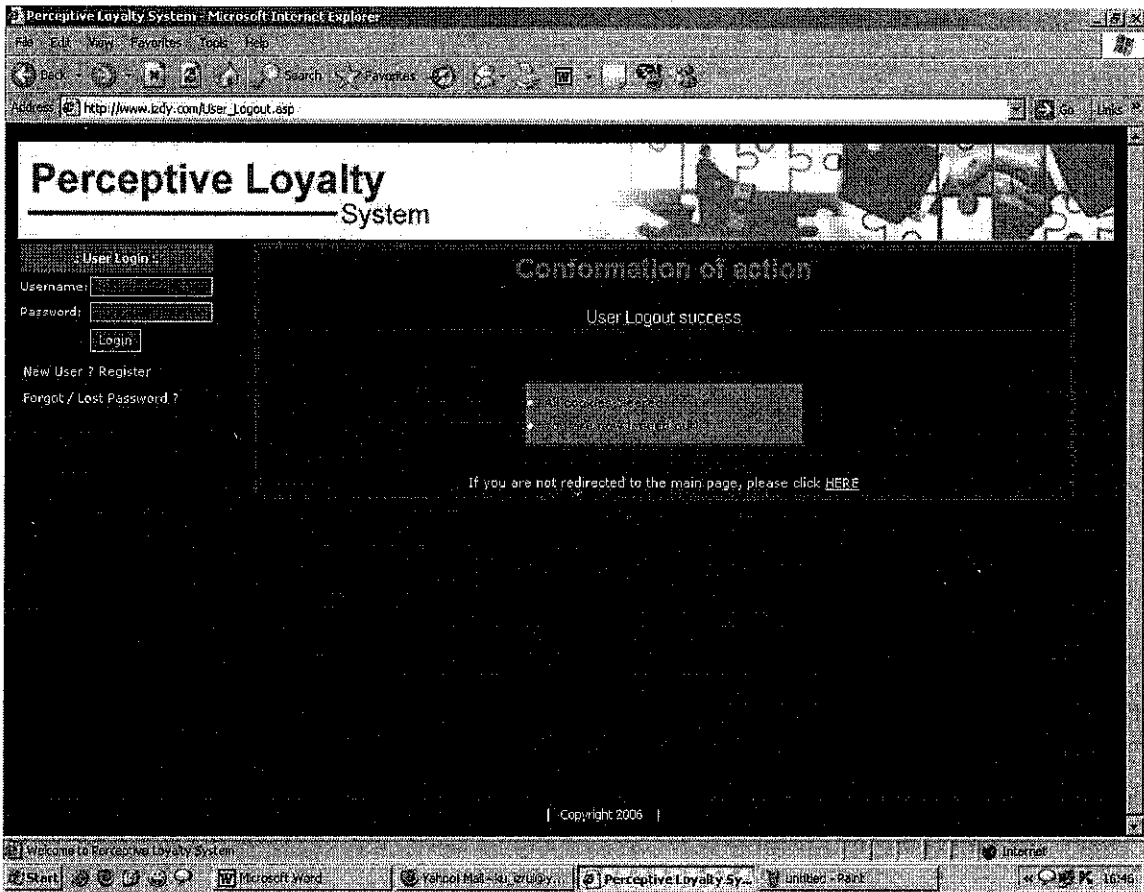 Perceptive Loyalty System - Microsoft Internet Explorer
File Edit View Favorites Tools Help
Back Search Favorites
Address http://www.izdy.com/User_Logout.asp Go Links
Perceptive Loyalty
System
.: User Login :.
Username:
Password:
Login
New User ? Register
Forgot / Lost Password ?
Conformation of action
User Logout success
If you are not redirected to the main page, please click HERE
| Copyright 2006 |
Welcome to Perceptive Loyalty System Internet
Start Microsoft Word Yahoo! Mail - Perceptive Loyalty Sy... untitled - Paint 16:46